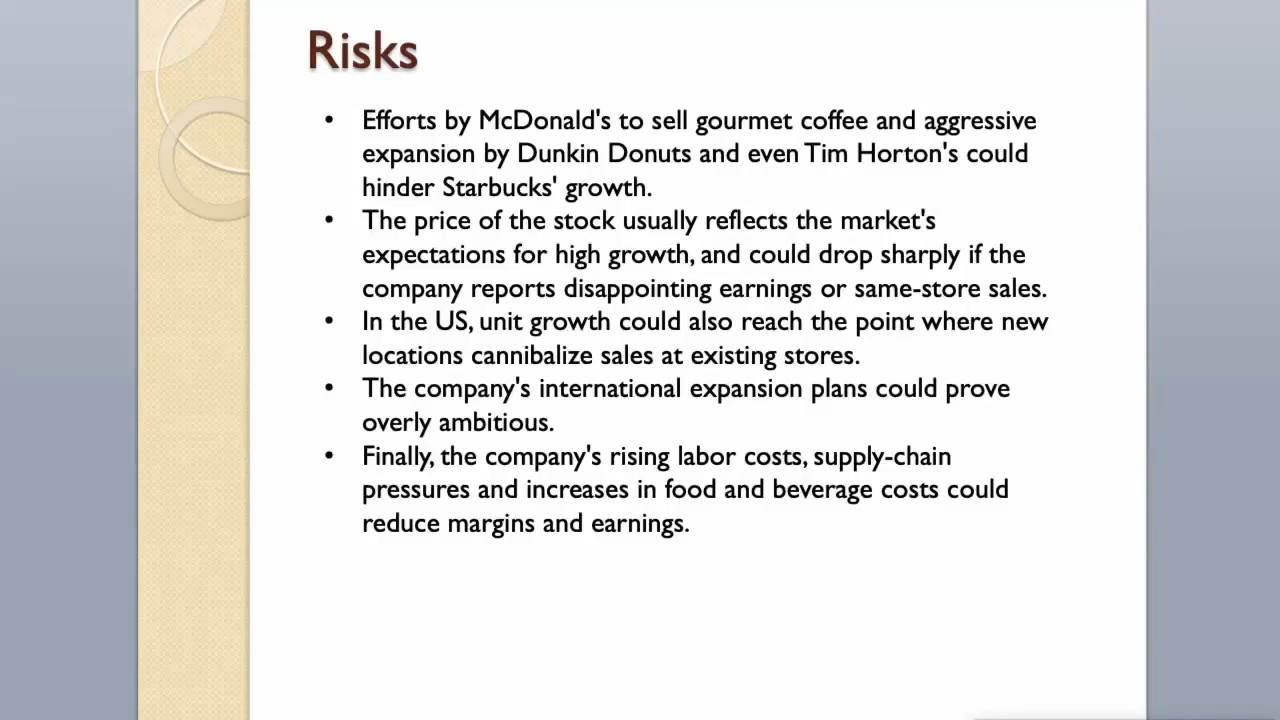 Risks
• Efforts by McDonald's to sell gourmet coffee and aggressive
expansion by Dunkin Donuts and even Tim Horton's could
hinder Starbucks' growth.
• The price of the stock usually reflects the market's
expectations for high growth, and could drop sharply if the
company reports disappointing earnings or same-store sales.
• In the US, unit growth could also reach the point where new
locations cannibalize sales at existing stores.
• The company's international expansion plans could prove
overly ambitious.
• Finally, the company's rising labor costs, supply-chain
pressures and increases in food and beverage costs could
reduce margins and earnings.